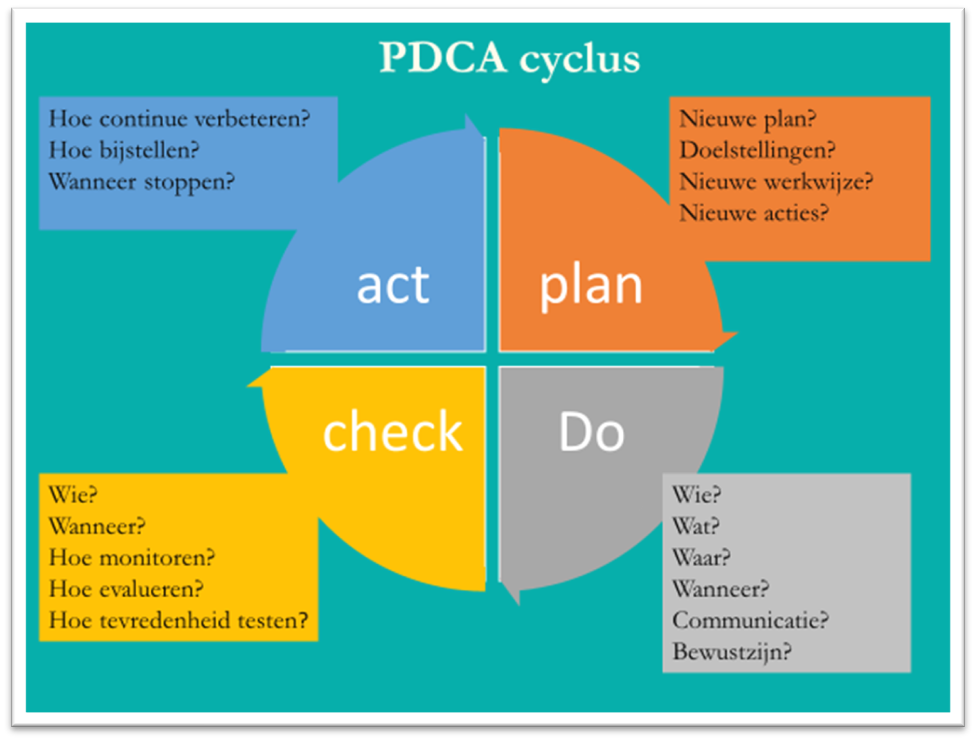 PDCA cyclus
Hoe continue verbeteren?
Hoe bijstellen?
Wanneer stoppen?
Nieuwe plan?
Doelstellingen?
Nieuwe werkwijze?
Nieuwe acties?
act
plan
check
Do
Wie?
Wanneer?
Hoe monitoren?
Hoe evalueren?
Hoe tevredenheid testen?
Wie?
Wat?
Waar?
Wanneer?
Communicatie?
Bewustzijn?